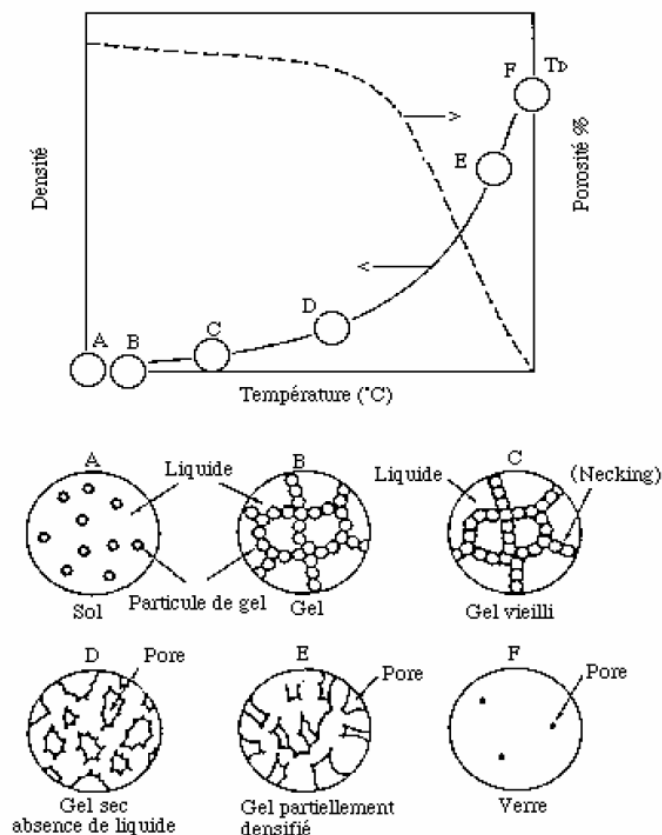 F
TD
E
D
C
A
B
Densité
Porosité %
Température (°C)
A
B
C
Liquide
Liquide
(Necking)
Sol
Particule de gel
Gel
Gel vieilli
D
E
F
Pore
Pore
Pore
Gel sec
absence de liquide
Gel partiellement
densifié
Verre